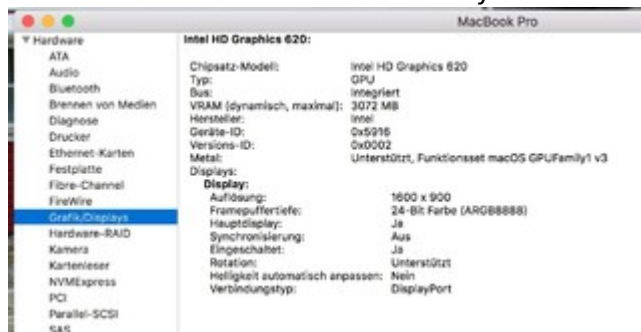 MacBook Pro
Hardware
ATA
Audio
Bluetooth
Brennen von Medien
Diagnose
Drucker
Ethernet-Karten
Festplatte
Fibre-Channel
FireWire
Grafik/Displays
Hardware-RAID
Kamera
Kartenleser
NVMExpress
PCI
Parallel-SCSI
SAS
Intel HD Graphics 620:
Chipsatz-Modell: Intel HD Graphics 620
Typ: GPU
Bus: Integriert
VRAM (dynamisch, maximal): 3072 MB
Hersteller: Intel
Geräte-ID: 0x5916
Versions-ID: 0x0002
Metal: Unterstützt, Funktionsset macOS GPUFamily1 v3
Displays:
Display:
Auflösung: 1600 x 900
Framepuffertiefe: 24-Bit Farbe (ARGB8888)
Hauptdisplay: Ja
Synchronisierung: Aus
Eingeschaltet: Ja
Rotation: Unterstützt
Helligkeit automatisch anpassen: Nein
Verbindungstyp: DisplayPort